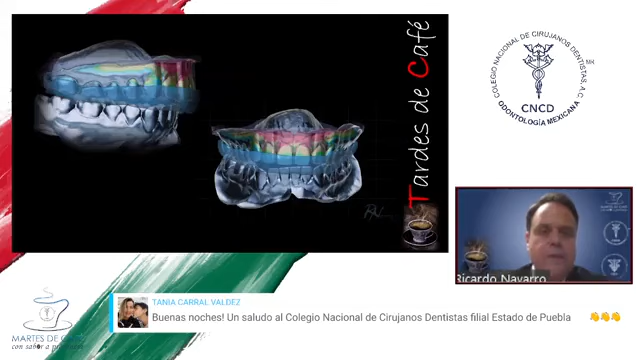 Tardes de Café
COLEGIO NACIONAL DE CIRUJANOS DENTISTAS, A.C.
MR
CNCD
ODONTOLOGÍA MEXICANA
Ricardo Navarro
TANIA CARRAL VALDEZ
Buenas noches! Un saludo al Colegio Nacional de Cirujanos Dentistas filial Estado de Puebla 👏👏👏
MARTES DE CAFÉ
con sabor a